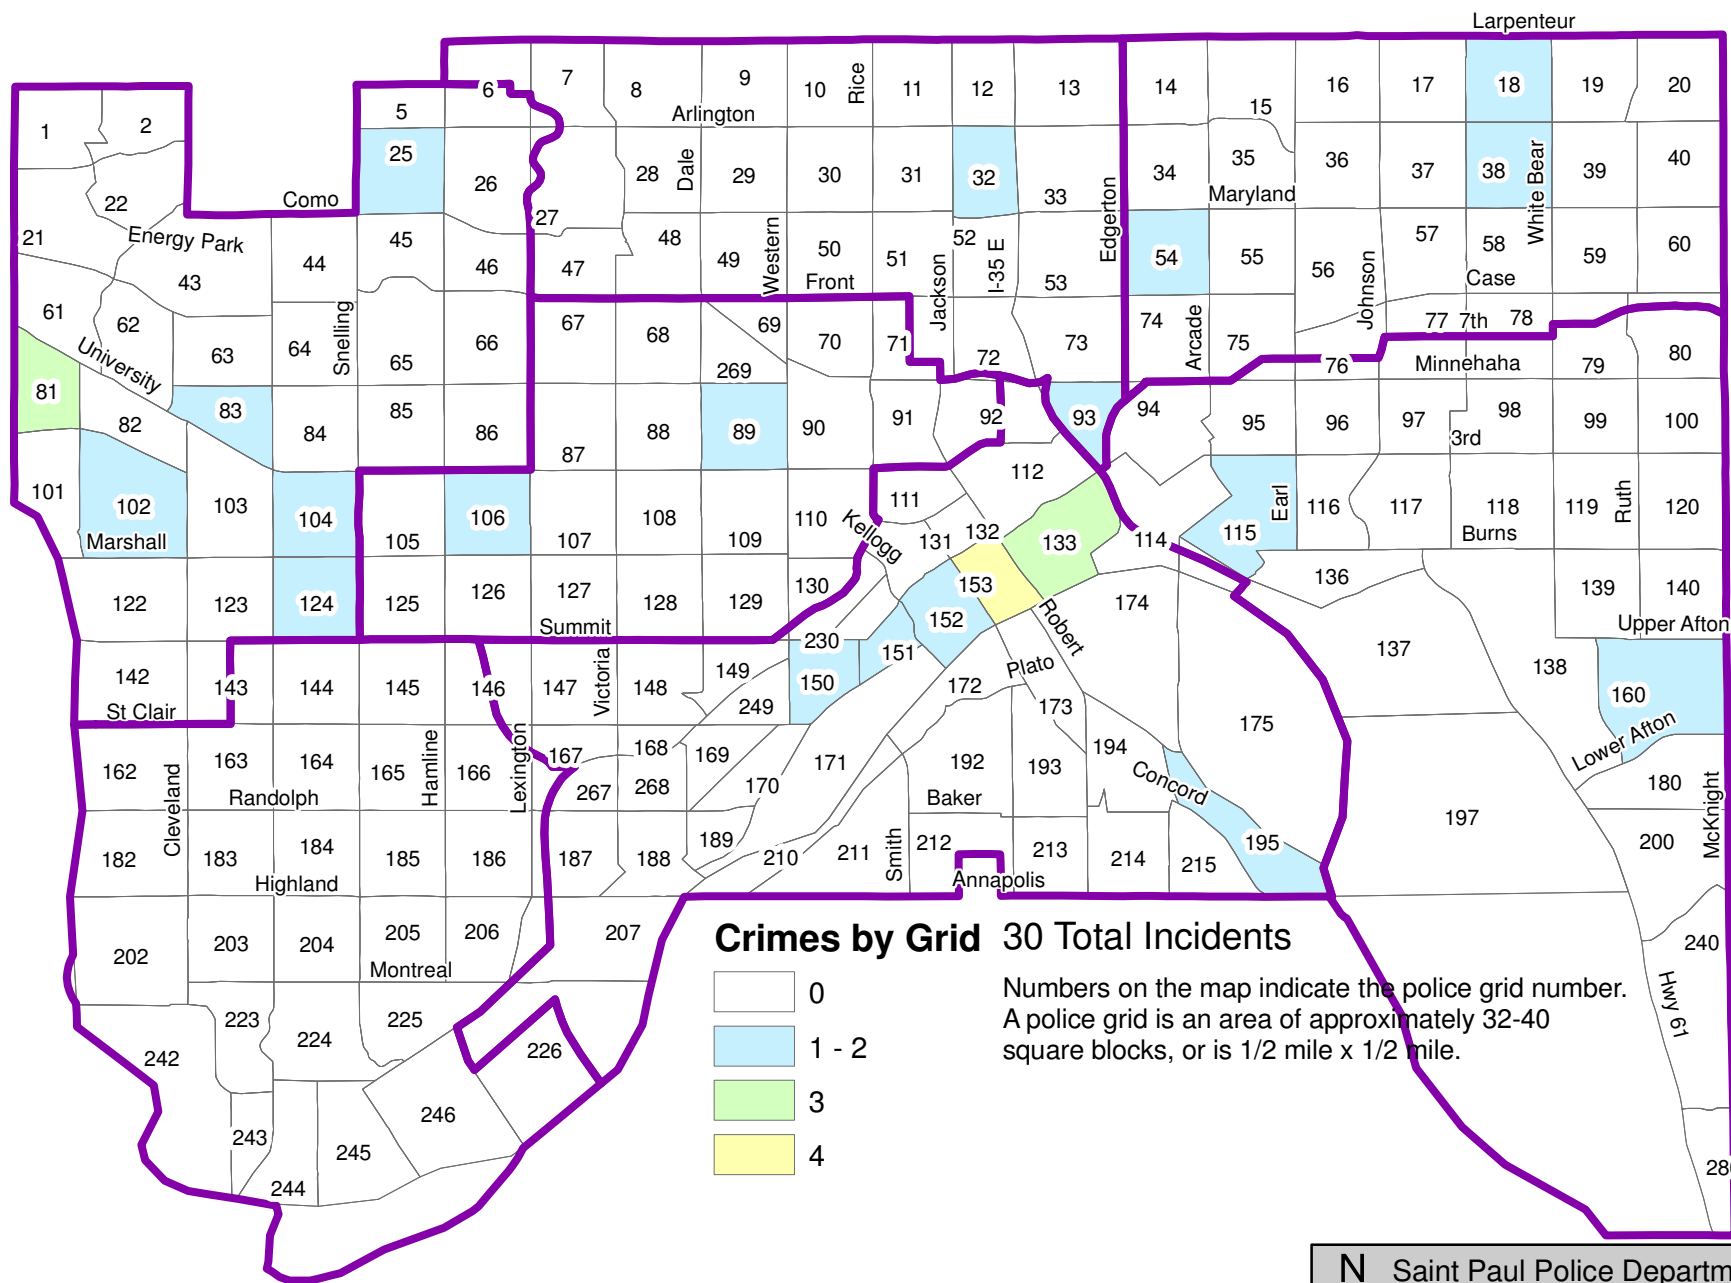 Larpenteur
1 2 5 6 7 8 9 10 Rice 11 12 13 14 15 16 17 18 19 20
Arlington
21 22 25 26 27 28 Dale 29 30 31 32 33 34 35 36 37 38 White Bear 39 40
Como
Maryland
Energy Park
43 44 45 46 47 48 49 Western 50 51 52 I-35 E 53 Edgerton 54 55 56 57 58 59 60
Front
Jackson
Johnson
Case
61 62 63 64 Snelling 65 66 67 68 69 70 71 72 73 74 Arcade 75 76 77 7th 78 79 80
University
269
Minnehaha
81 82 83 84 85 86 87 88 89 90 91 92 93 94 95 96 97 98 99 100
3rd
101 102 103 104 105 106 107 108 109 110 111 112 114 115 Earl 116 117 118 119 Ruth 120
Marshall
Kellogg
Burns
122 123 124 125 126 127 128 129 130 131 132 133 136 137 138 139 140
Summit
Upper Afton
142 143 144 145 146 147 Victoria 148 149 230 150 151 152 153 Robert 160
St Clair
249
Plato
Lower Afton
162 163 164 165 Hamline 166 Lexington 167 168 169 170 171 172 173 174 175 180
Cleveland
Randolph
267 268
Concord
McKnight
182 183 184 185 186 187 188 189 192 193 194 195 197 200
Baker
Highland
202 203 204 205 206 207 210 211 Smith 212 213 214 215
Annapolis
Montreal
223 224 225 226 240
Hwy 61
242 243 244 245 246
28
Crimes by Grid
0
1 - 2
3
4
30 Total Incidents
Numbers on the map indicate the police grid number.
A police grid is an area of approximately 32-40
square blocks, or is 1/2 mile x 1/2 mile.
N
Saint Paul Police Departm